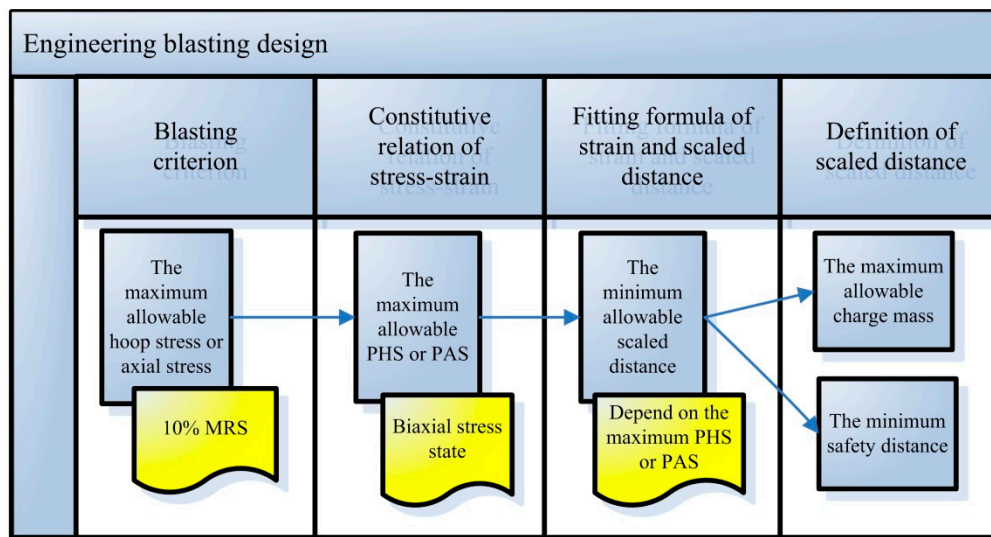 Engineering blasting design
Blasting
criterion
Constitutive
relation of
stress-strain
Fitting formula of
strain and scaled
distance
Definition of
scaled distance
The
maximum
allowable
hoop stress or
axial stress
10% MRS
The
maximum
allowable
PHS or PAS
Biaxial stress
state
The
minimum
allowable
scaled
distance
Depend on the
maximum PHS
or PAS
The maximum
allowable
charge mass
The minimum
safety distance